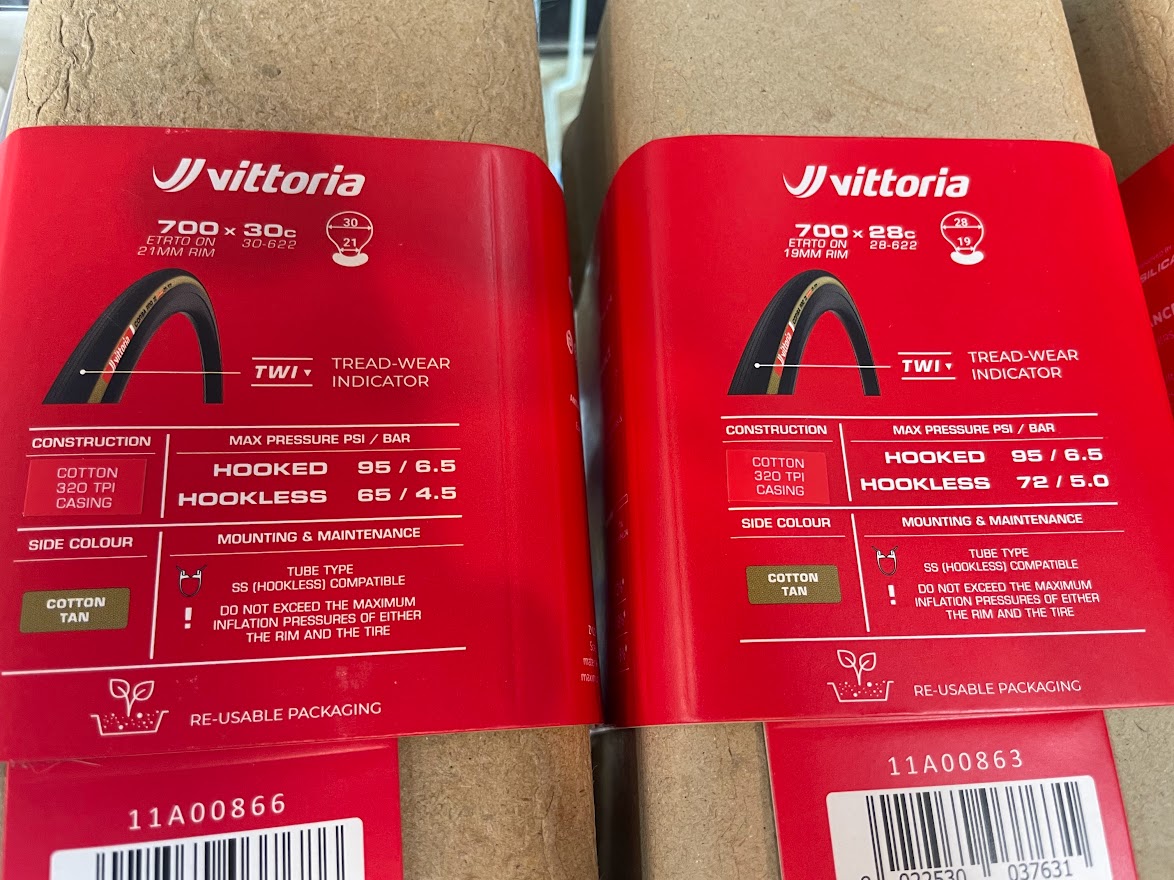 vittoria
700 x 30c
ETRTO ON 30-622
21MM RIM
30
21
vittoria
TWI ▼ TREAD-WEAR
INDICATOR
CONSTRUCTION
COTTON
320 TPI
CASING
MAX PRESSURE PSI / BAR
HOOKED 95 / 6.5
HOOKLESS 65 / 4.5
SIDE COLOUR
COTTON
TAN
MOUNTING & MAINTENANCE
TUBE TYPE
SS (HOOKLESS) COMPATIBLE
! DO NOT EXCEED THE MAXIMUM
INFLATION PRESSURES OF EITHER
THE RIM AND THE TIRE
RE-USABLE PACKAGING
11A00866
vittoria
700 x 28c
ETRTO ON 28-622
19MM RIM
28
19
vittoria
TWI ▼ TREAD-WEAR
INDICATOR
CONSTRUCTION
COTTON
320 TPI
CASING
MAX PRESSURE PSI / BAR
HOOKED 95 / 6.5
HOOKLESS 72 / 5.0
SIDE COLOUR
COTTON
TAN
MOUNTING & MAINTENANCE
TUBE TYPE
SS (HOOKLESS) COMPATIBLE
! DO NOT EXCEED THE MAXIMUM
INFLATION PRESSURES OF EITHER
THE RIM AND THE TIRE
RE-USABLE PACKAGING
11A00863
022530 037631